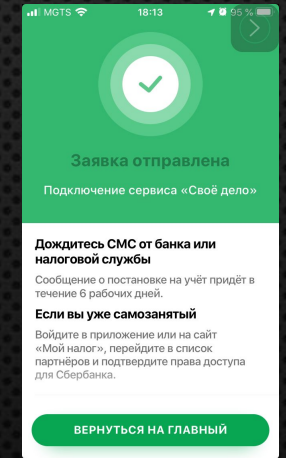 MGTS 18:13 95 %
Заявка отправлена
Подключение сервиса «Своё дело»
Дождитесь СМС от банка или
налоговой службы
Сообщение о постановке на учёт придёт в
течение 6 рабочих дней.
Если вы уже самозанятый
Войдите в приложение или на сайт
«Мой налог», перейдите в список
партнёров и подтвердите права доступа
для Сбербанка.
ВЕРНУТЬСЯ НА ГЛАВНЫЙ